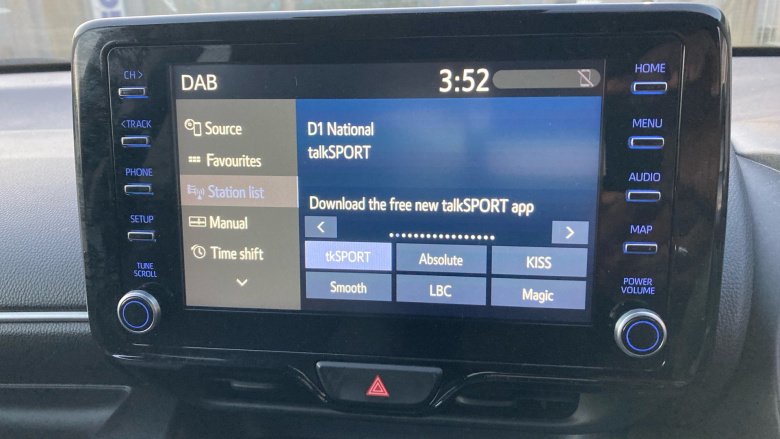 CH >
< TRACK
PHONE
SETUP
TUNE
SCROLL
DAB
3:52
Source
Favourites
Station list
Manual
Time shift
D1 National
talkSPORT
Download the free new talkSPORT app
<
>
tkSPORT
Absolute
KISS
Smooth
LBC
Magic
HOME
MENU
AUDIO
MAP
POWER
VOLUME